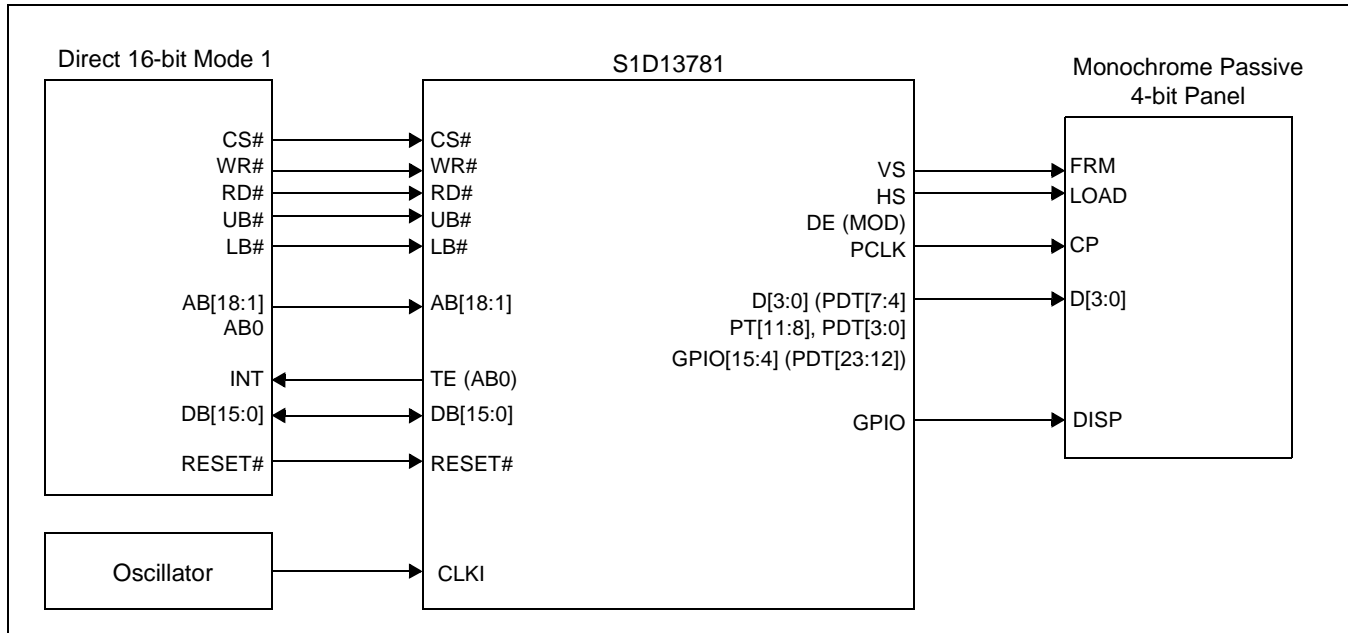 Direct 16-bit Mode 1
CS#
WR#
RD#
UB#
LB#
AB[18:1]
AB0
INT
DB[15:0]
RESET#
Oscillator
S1D13781
CS#
WR#
RD#
UB#
LB#
AB[18:1]
TE (AB0)
DB[15:0]
RESET#
CLKI
VS
HS
DE (MOD)
PCLK
D[3:0] (PDT[7:4]
PT[11:8], PDT[3:0]
GPIO[15:4] (PDT[23:12])
GPIO
Monochrome Passive
4-bit Panel
FRM
LOAD
CP
D[3:0]
DISP